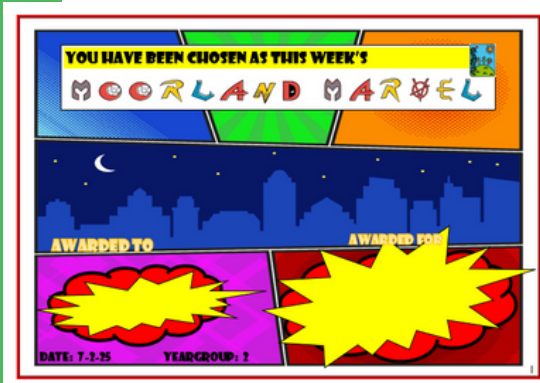 YOU HAVE BEEN CHOSEN AS THIS WEEK'S
MOORLAND MARVEL
AWARDED TO
AWARDED FOR
DATE: 7-2-25 YEARGROUP: 2